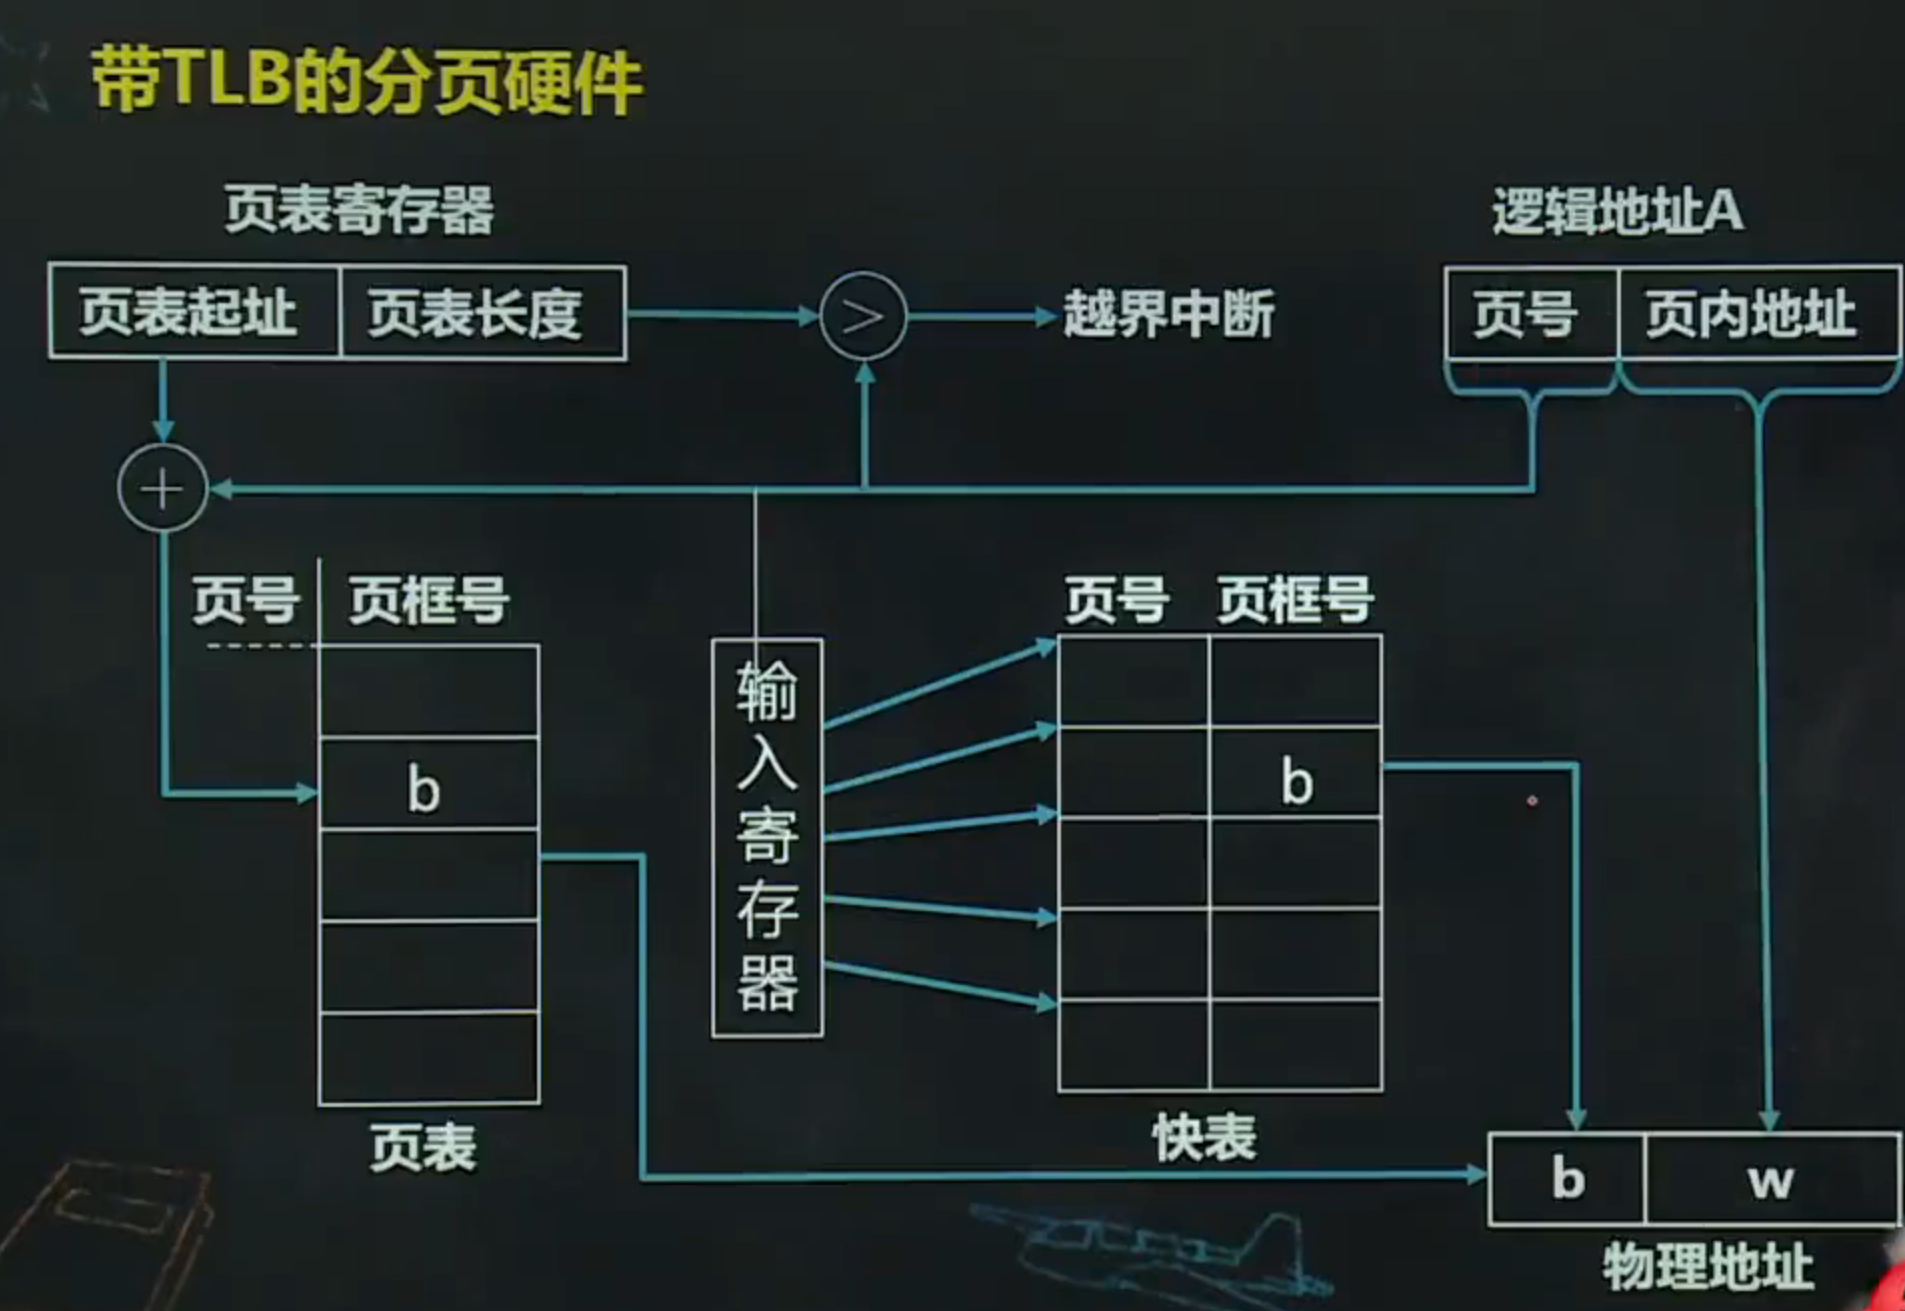 带TLB的分页硬件
页表寄存器
逻辑地址A
页表起址 页表长度
>
越界中断
页号 页内地址
+
页号 页框号
b
页表
输入寄存器
页号 页框号
b
快表
b w
物理地址